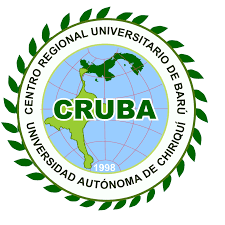 CENTRO REGIONAL UNIVERSITARIO DE BARÚ
CRUBA
1998
UNIVERSIDAD AUTÓNOMA DE CHIRIQUÍ